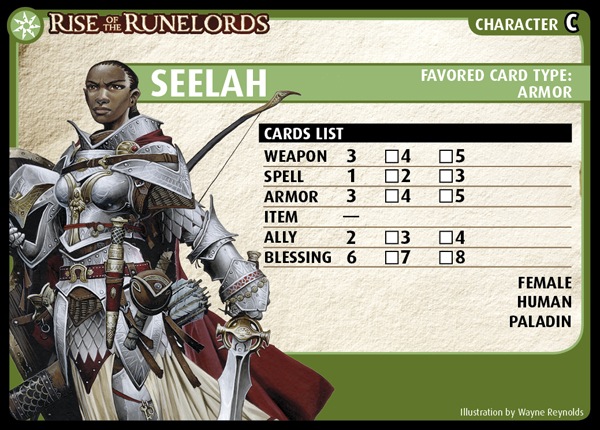 RISE OF THE RUNELORDS
CHARACTER C
SEELAH
FAVORED CARD TYPE:
ARMOR
CARDS LIST
WEAPON 3 □4 □5
SPELL 1 □2 □3
ARMOR 3 □4 □5
ITEM —
ALLY 2 □3 □4
BLESSING 6 □7 □8
FEMALE
HUMAN
PALADIN
Illustration by Wayne Reynolds